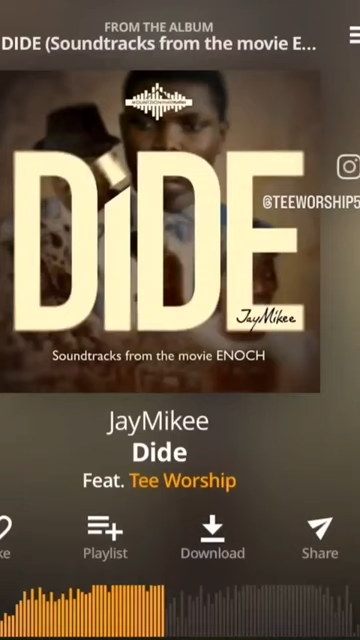 FROM THE ALBUM
DIDE (Soundtracks from the movie E...
DiDE
@TEEWORSHIP5
JayMikee
Soundtracks from the movie ENOCH
JayMikee
Dide
Feat. Tee Worship
ke
Playlist
Download
Share